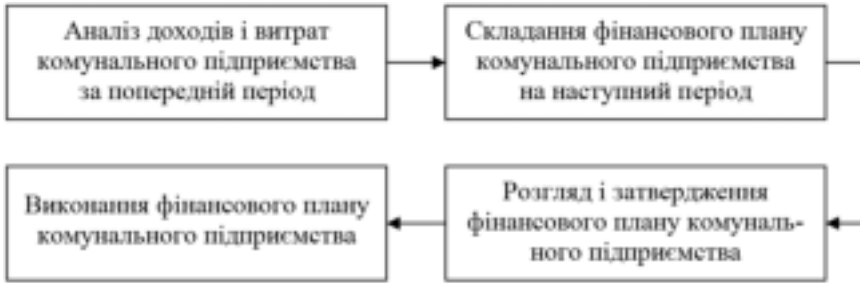 Аналіз доходів і витрат
комунального підприємства
за попередній період
Складання фінансового плану
комунального підприємства
на наступний період
Розгляд і затвердження
фінансового плану комуналь-
ного підприємства
Виконання фінансового плану
комунального підприємства